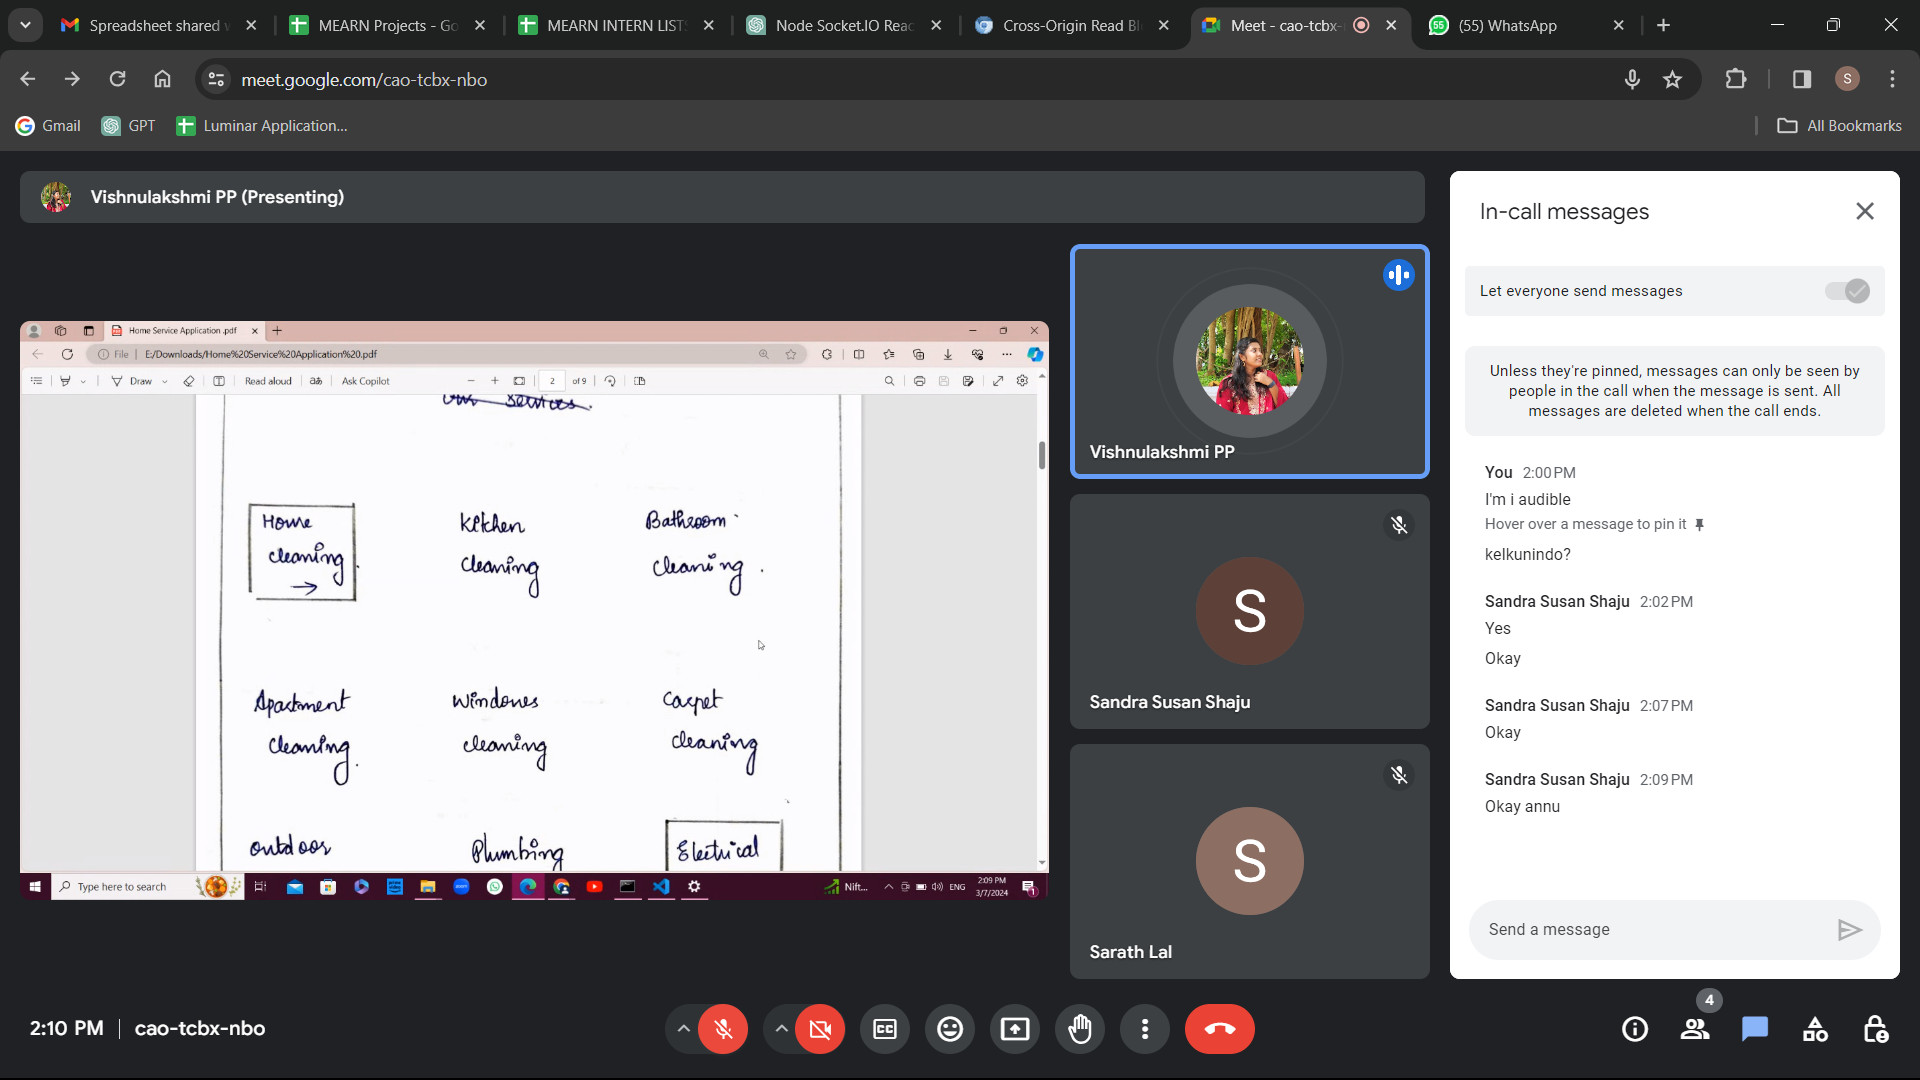 Spreadsheet shared w
MEARN Projects - Go
MEARN INTERN LISTS
Node Socket.IO Reac
Cross-Origin Read Bl
Meet - cao-tcbx-
(55) WhatsApp
meet.google.com/cao-tcbx-nbo
S
Gmail
GPT
Luminar Application...
All Bookmarks
Vishnulakshmi PP (Presenting)
Home Service Application .pdf
File
E:/Downloads/Home%20Service%20Application%20.pdf
Draw
Read aloud
Ask Copilot
2 of 9
Our Services.
Home
cleaning.
→
Kitchen
cleaning
Bathroom
cleaning.
Apartment
cleaning.
Windows
cleaning
Carpet
cleaning
outdoor
Plumbing
Electrical
Type here to search
Nift...
ENG
2:09 PM
3/7/2024
1
Vishnulakshmi PP
S
Sandra Susan Shaju
S
Sarath Lal
In-call messages
Let everyone send messages
Unless they're pinned, messages can only be seen by
people in the call when the message is sent. All
messages are deleted when the call ends.
You 2:00 PM
I'm i audible
Hover over a message to pin it
kelkunindo?
Sandra Susan Shaju 2:02 PM
Yes
Okay
Sandra Susan Shaju 2:07 PM
Okay
Sandra Susan Shaju 2:09 PM
Okay annu
Send a message
2:10 PM | cao-tcbx-nbo
CC
4